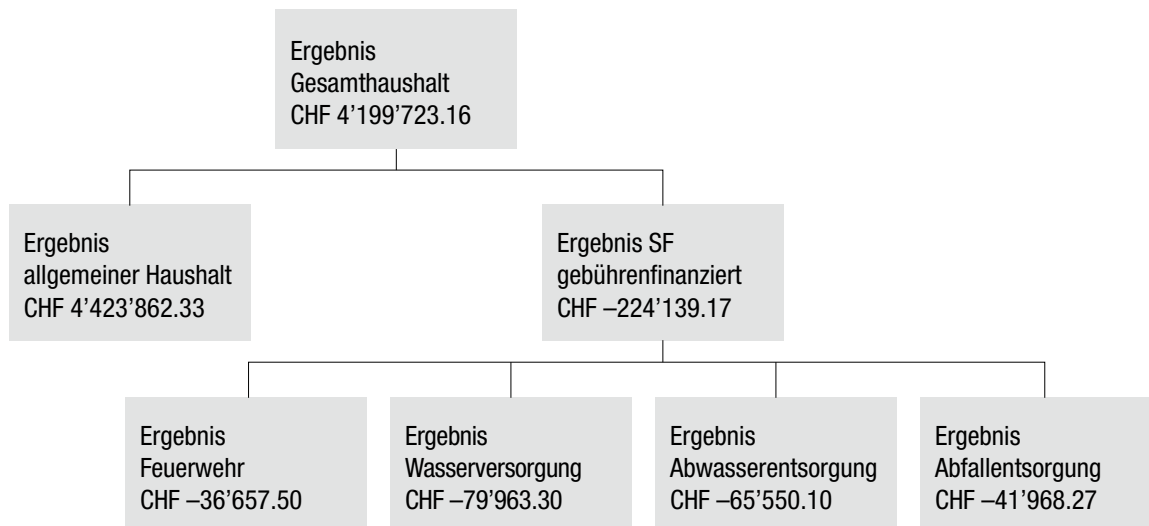 Ergebnis
Gesamthaushalt
CHF 4’199’723.16
Ergebnis
allgemeiner Haushalt
CHF 4’423’862.33
Ergebnis SF
gebührenfinanziert
CHF –224’139.17
Ergebnis
Feuerwehr
CHF –36’657.50
Ergebnis
Wasserversorgung
CHF –79’963.30
Ergebnis
Abwasserentsorgung
CHF –65’550.10
Ergebnis
Abfallentsorgung
CHF –41’968.27